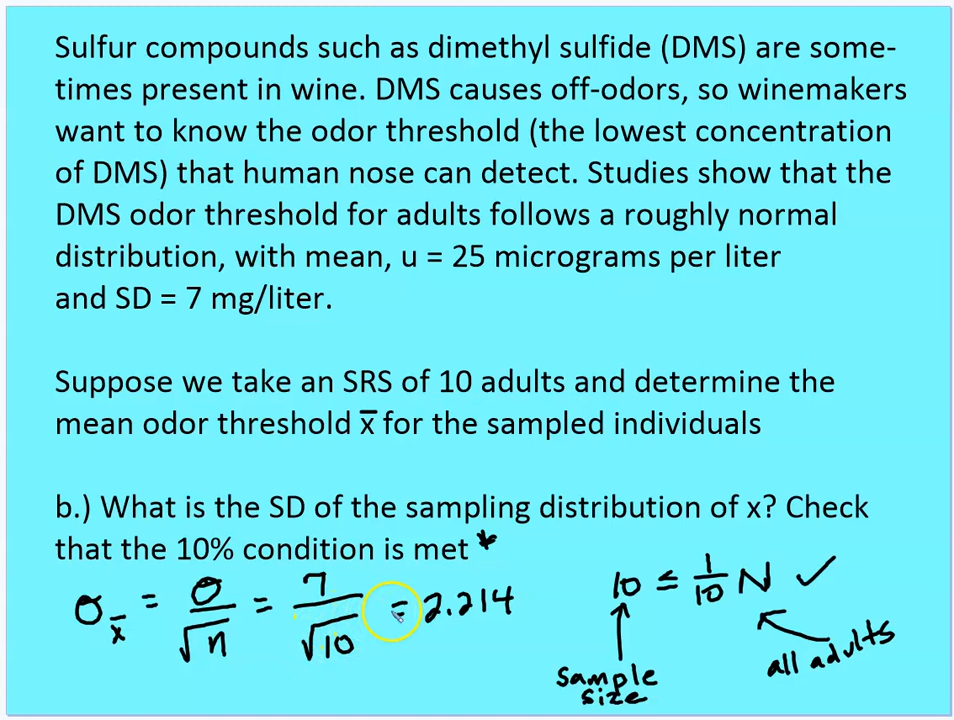 Sulfur compounds such as dimethyl sulfide (DMS) are some-
times present in wine. DMS causes off-odors, so winemakers
want to know the odor threshold (the lowest concentration
of DMS) that human nose can detect. Studies show that the
DMS odor threshold for adults follows a roughly normal
distribution, with mean, u = 25 micrograms per liter
and SD = 7 mg/liter.
Suppose we take an SRS of 10 adults and determine the
mean odor threshold x̅ for the sampled individuals
b.) What is the SD of the sampling distribution of x? Check
that the 10% condition is met *
σx̅ = σ/√n = 7/√10 = 2.214
10 ≤ 1/10 N ✓
sample
size
all adults